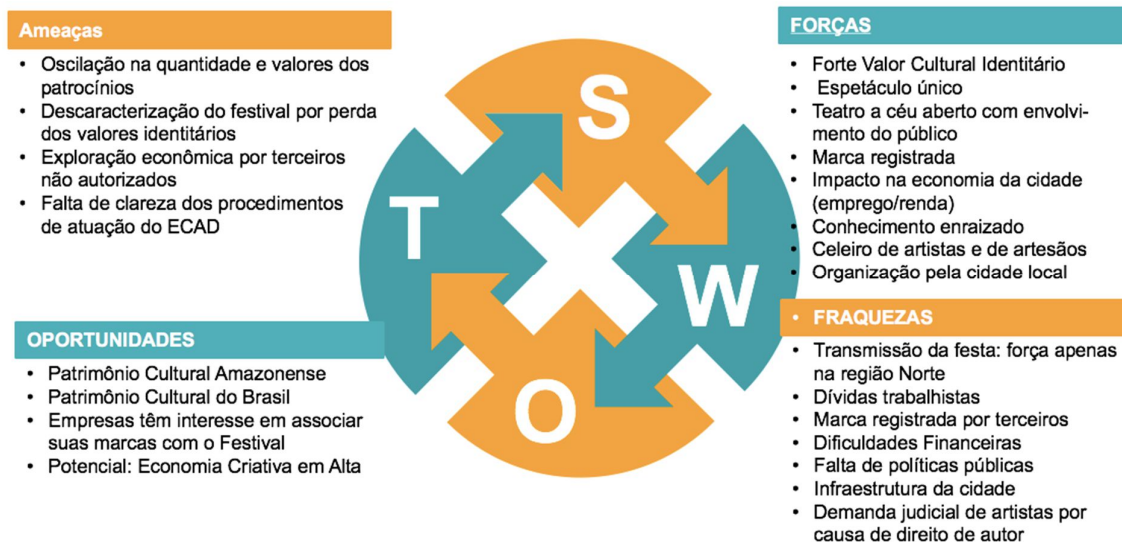 Ameaças
• Oscilação na quantidade e valores dos
patrocínios
• Descaracterização do festival por perda
dos valores identitários
• Exploração econômica por terceiros
não autorizados
• Falta de clareza dos procedimentos
de atuação do ECAD
OPORTUNIDADES
• Patrimônio Cultural Amazonense
• Patrimônio Cultural do Brasil
• Empresas têm interesse em associar
suas marcas com o Festival
• Potencial: Economia Criativa em Alta
S
T
W
O
FORÇAS
• Forte Valor Cultural Identitário
• Espetáculo único
• Teatro a céu aberto com envolvi-
mento do público
• Marca registrada
• Impacto na economia da cidade
(emprego/renda)
• Conhecimento enraizado
• Celeiro de artistas e de artesãos
• Organização pela cidade local
• FRAQUEZAS
• Transmissão da festa: força apenas
na região Norte
• Dívidas trabalhistas
• Marca registrada por terceiros
• Dificuldades Financeiras
• Falta de políticas públicas
• Infraestrutura da cidade
• Demanda judicial de artistas por
causa de direito de autor